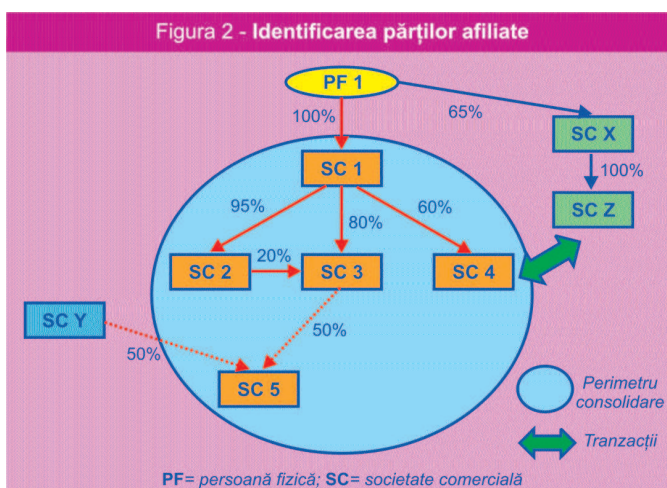 Figura 2 - Identificarea părților afiliate
PF 1
100%
65%
SC X
SC 1
100%
95%
80%
60%
SC Z
SC 2
20%
SC 3
SC 4
SC Y
50%
50%
SC 5
Perimetru
consolidare
Tranzacții
PF= persoană fizică; SC= societate comercială